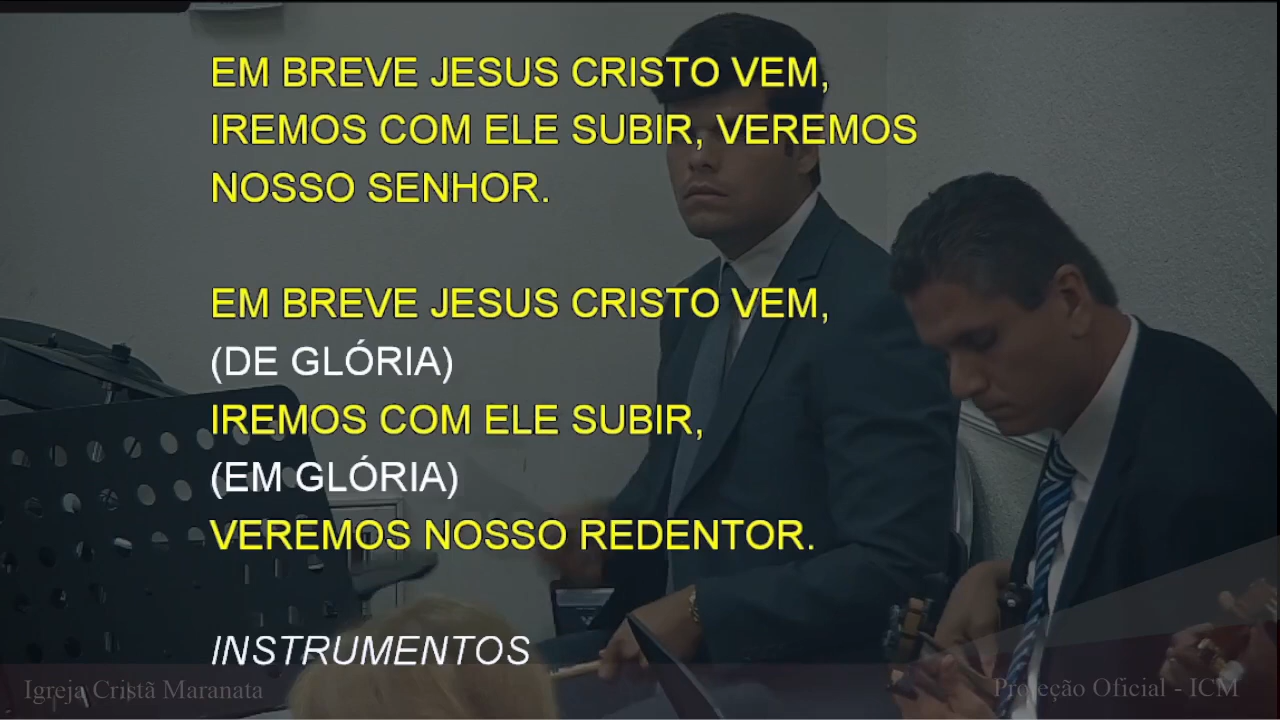 EM BREVE JESUS CRISTO VEM,
IREMOS COM ELE SUBIR, VEREMOS
NOSSO SENHOR.
EM BREVE JESUS CRISTO VEM,
(DE GLÓRIA)
IREMOS COM ELE SUBIR,
(EM GLÓRIA)
VEREMOS NOSSO REDENTOR.
INSTRUMENTOS
Igreja Cristã Maranata
Projeção Oficial - ICM